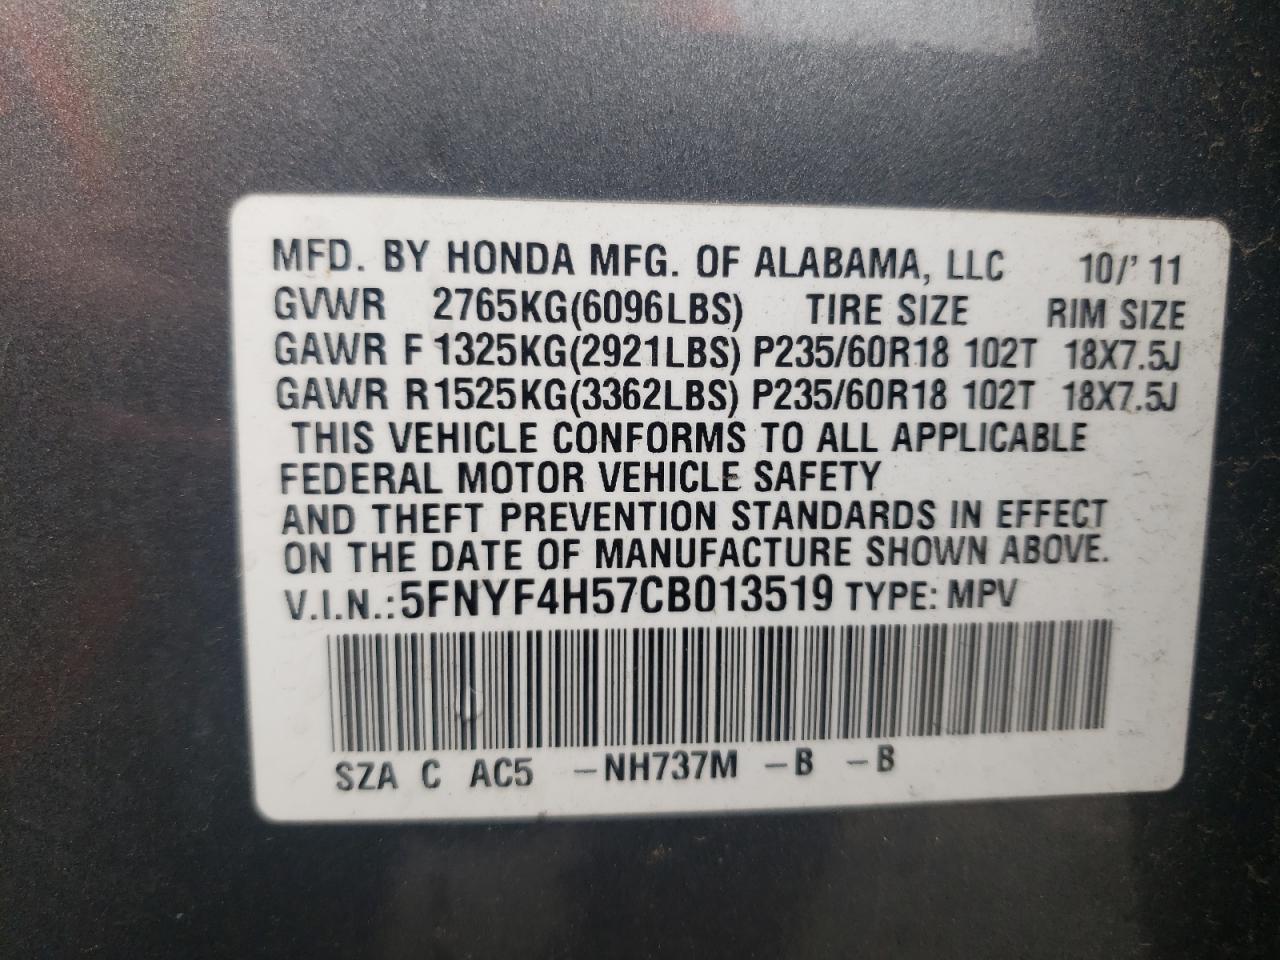 MFD. BY HONDA MFG. OF ALABAMA, LLC 10/'11
GVWR 2765KG(6096LBS) TIRE SIZE RIM SIZE
GAWR F 1325KG(2921LBS) P235/60R18 102T 18X7.5J
GAWR R 1525KG(3362LBS) P235/60R18 102T 18X7.5J
THIS VEHICLE CONFORMS TO ALL APPLICABLE
FEDERAL MOTOR VEHICLE SAFETY
AND THEFT PREVENTION STANDARDS IN EFFECT
ON THE DATE OF MANUFACTURE SHOWN ABOVE.
V.I.N.:5FNYF4H57CB013519 TYPE: MPV
SZA C AC5 -NH737M -B -B